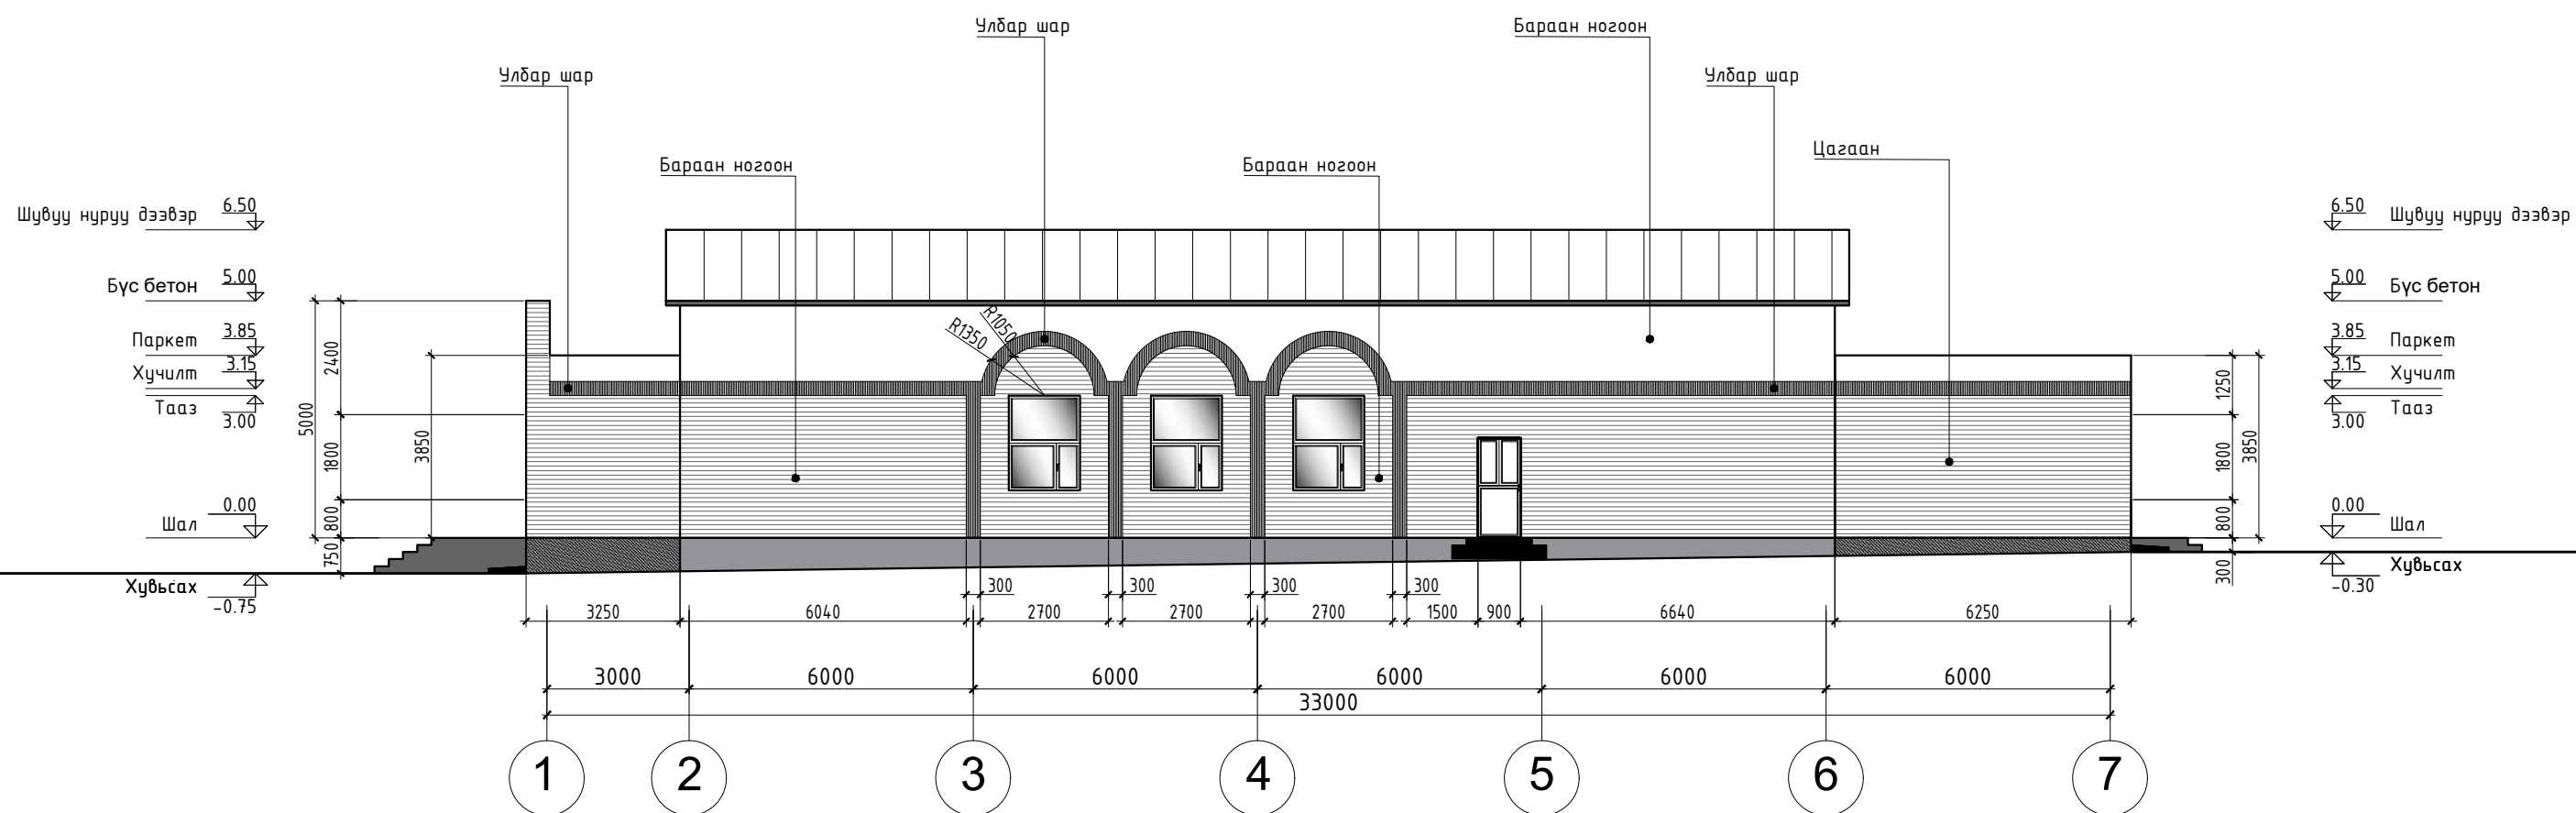 Улбар шар
Бараан ногоон
Улбар шар
Улбар шар
Цагаан
Бараан ногоон
Бараан ногоон
Шувуу нуруу дээвэр 6.50
6.50 Шувуу нуруу дээвэр
Бүс бетон 5.00
5.00 Бүс бетон
Паркет 3.85
3.85 Паркет
Хучилт 3.15
3.15 Хучилт
Тааз 3.00
3.00 Тааз
Шал 0.00
0.00 Шал
Хувьсах -0.75
-0.30 Хувьсах
5000
2400
1800
800
750
3850
R1350
R1050
1250
1800
800
300
3850
300
300
300
300
3250
6040
2700
2700
2700
1500
900
6640
6250
3000
6000
6000
6000
6000
6000
33000
1
2
3
4
5
6
7